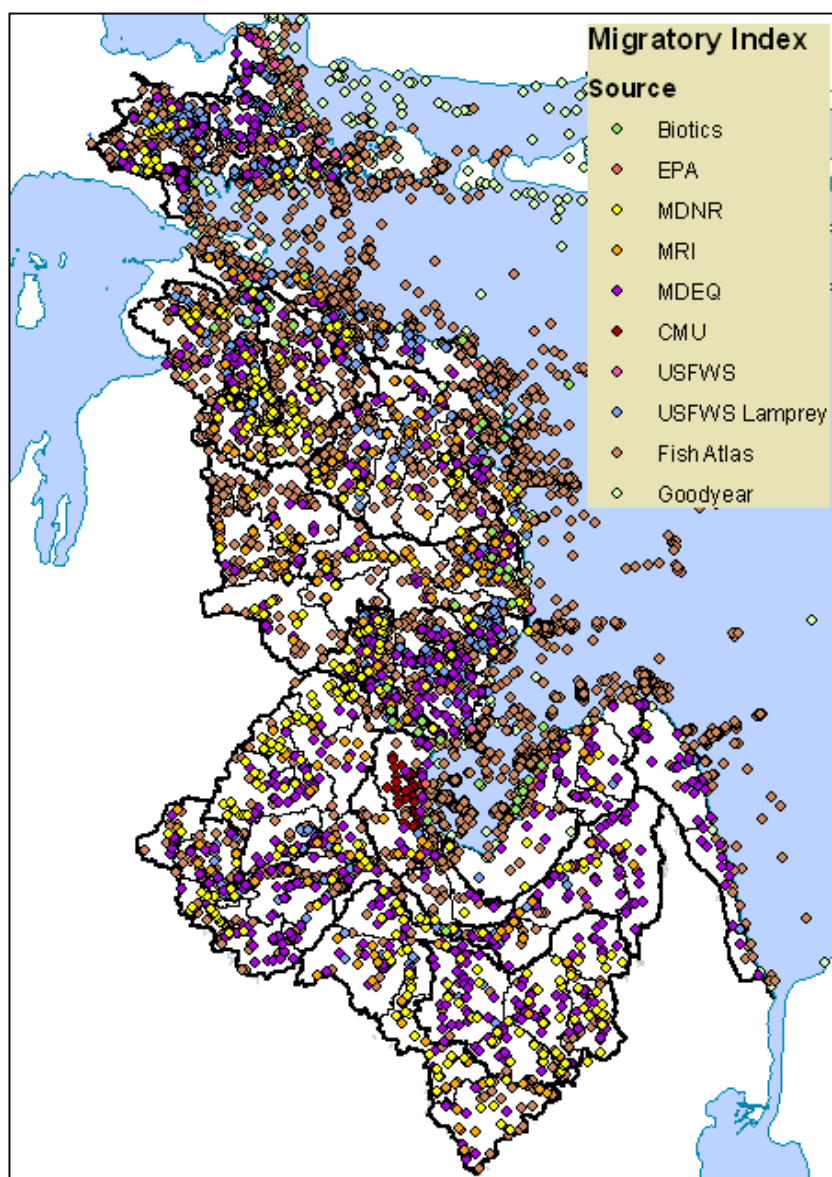 Migratory Index
Source
Biotics
EPA
MDNR
MRI
MDEQ
CMU
USFWS
USFWS Lamprey
Fish Atlas
Goodyear